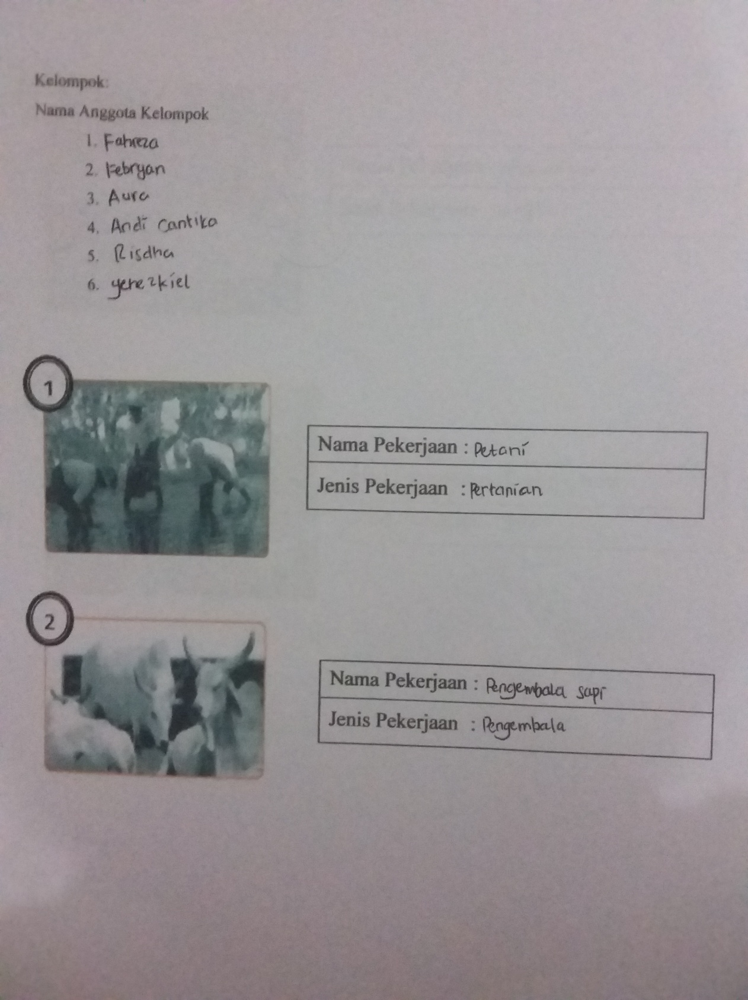 Kelompok:
Nama Anggota Kelompok
1. Fahreza
2. Febryan
3. Aura
4. Andi Cantika
5. Risdha
6. yehezkiel
1
Nama Pekerjaan : Petani
Jenis Pekerjaan : Pertanian
2
Nama Pekerjaan : Pengembala sapi
Jenis Pekerjaan : Pengembala